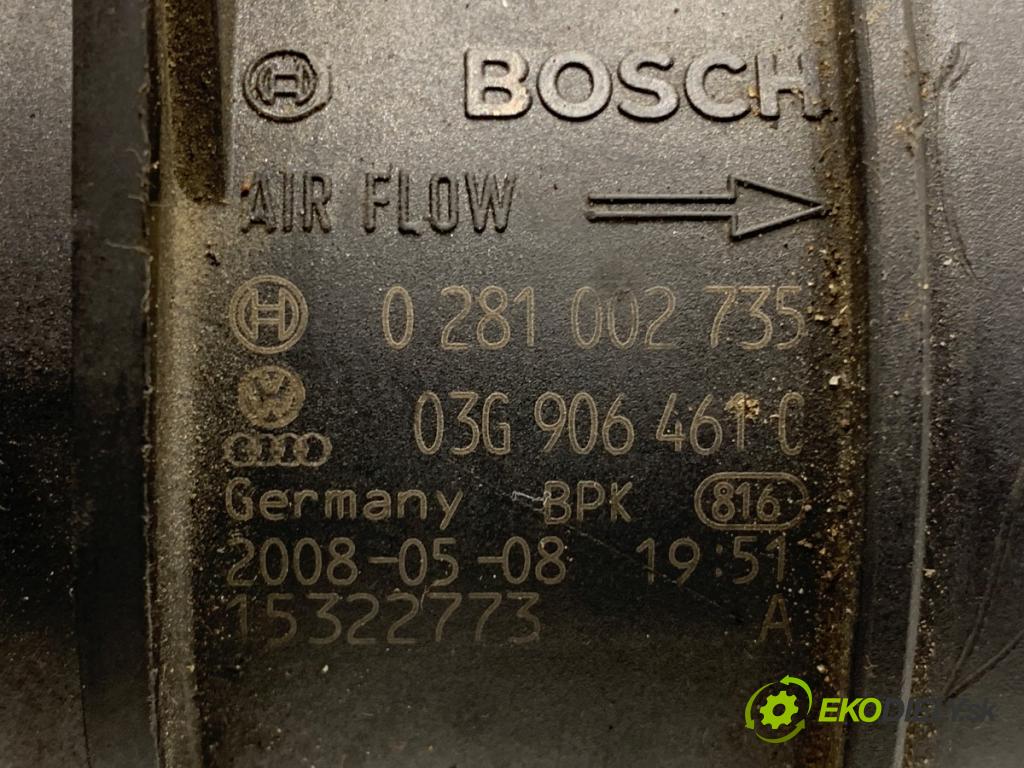 BOSCH
AIR FLOW
0 281 002 735
03G 906 461 C
Germany BPK 816
2008-05-08 19:51
15322773 A
EKODIELY.sk